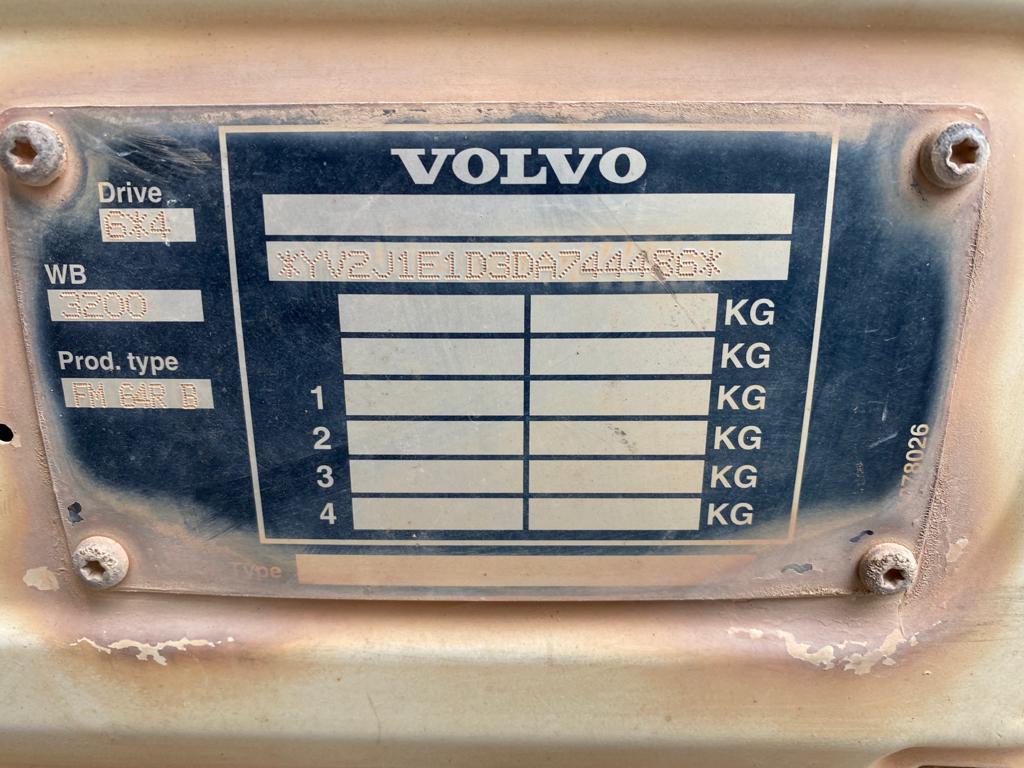 VOLVO
Drive
6X4
*YV2J1E1D3DA744486*
WB
3200
KG
KG
Prod. type
FM 64R B
1 KG
2 KG
3 KG
4 KG
778026
Type